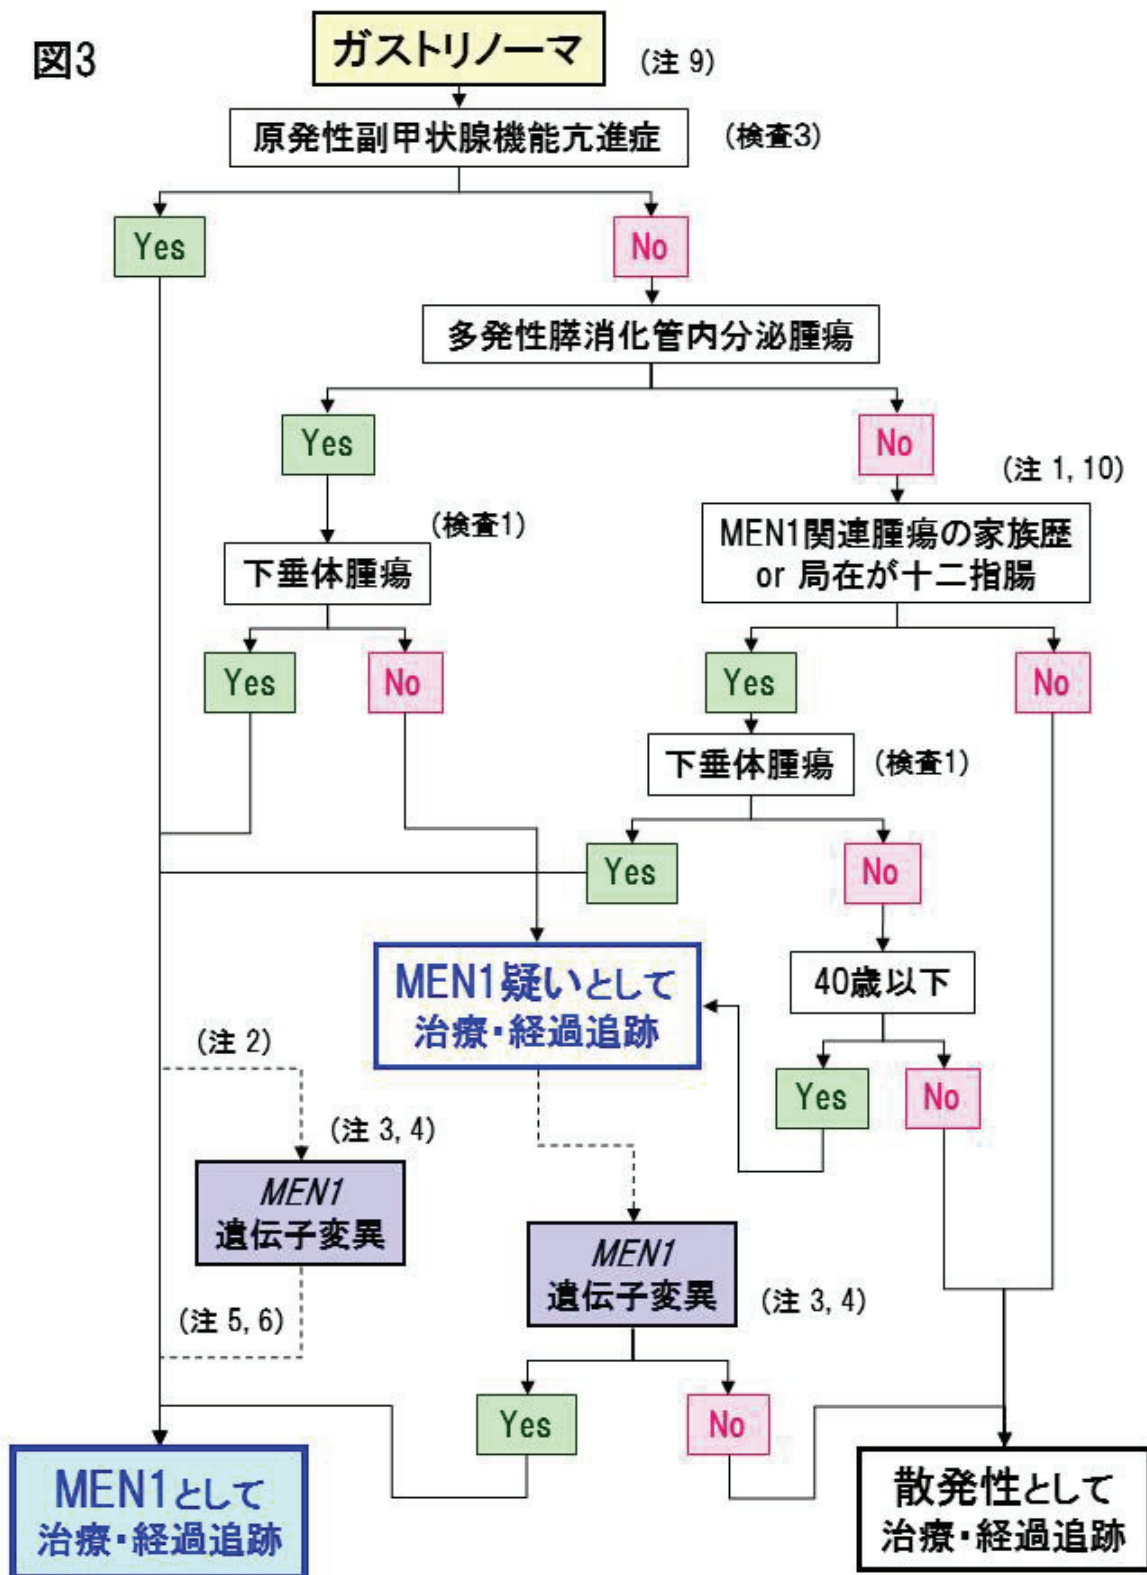 図3
ガストリノーマ
(注 9)
原発性副甲状腺機能亢進症
(検査3)
Yes
No
多発性膵消化管内分泌腫瘍
Yes
No
(注 1, 10)
(検査1)
下垂体腫瘍
MEN1関連腫瘍の家族歴
or 局在が十二指腸
Yes
No
Yes
No
下垂体腫瘍
(検査1)
Yes
No
MEN1疑いとして
治療・経過追跡
40歳以下
(注 2)
Yes
No
(注 3, 4)
MEN1
遺伝子変異
MEN1
遺伝子変異
(注 3, 4)
(注 5, 6)
Yes
No
MEN1として
治療・経過追跡
散発性として
治療・経過追跡